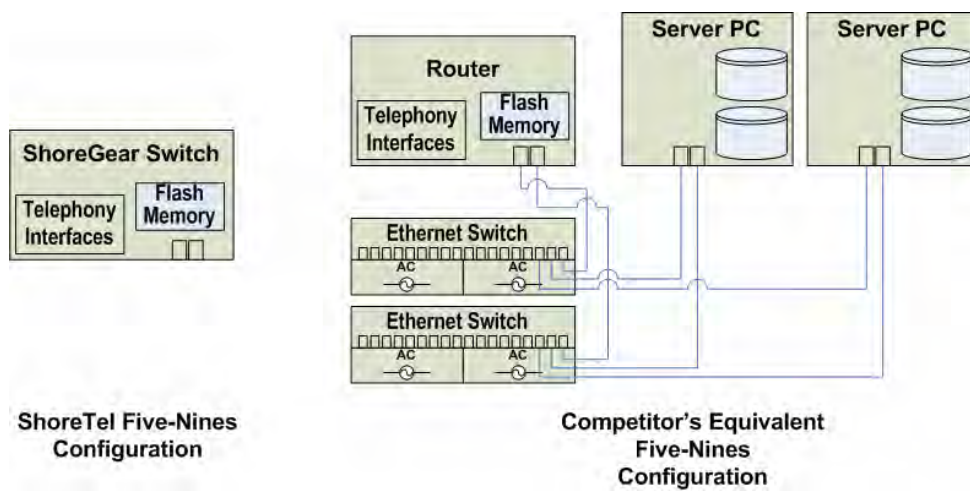 ShoreGear Switch
Telephony
Interfaces
Flash
Memory
ShoreTel Five-Nines
Configuration
Router
Telephony
Interfaces
Flash
Memory
Server PC
Server PC
Ethernet Switch
AC
AC
Ethernet Switch
AC
AC
Competitor's Equivalent
Five-Nines
Configuration